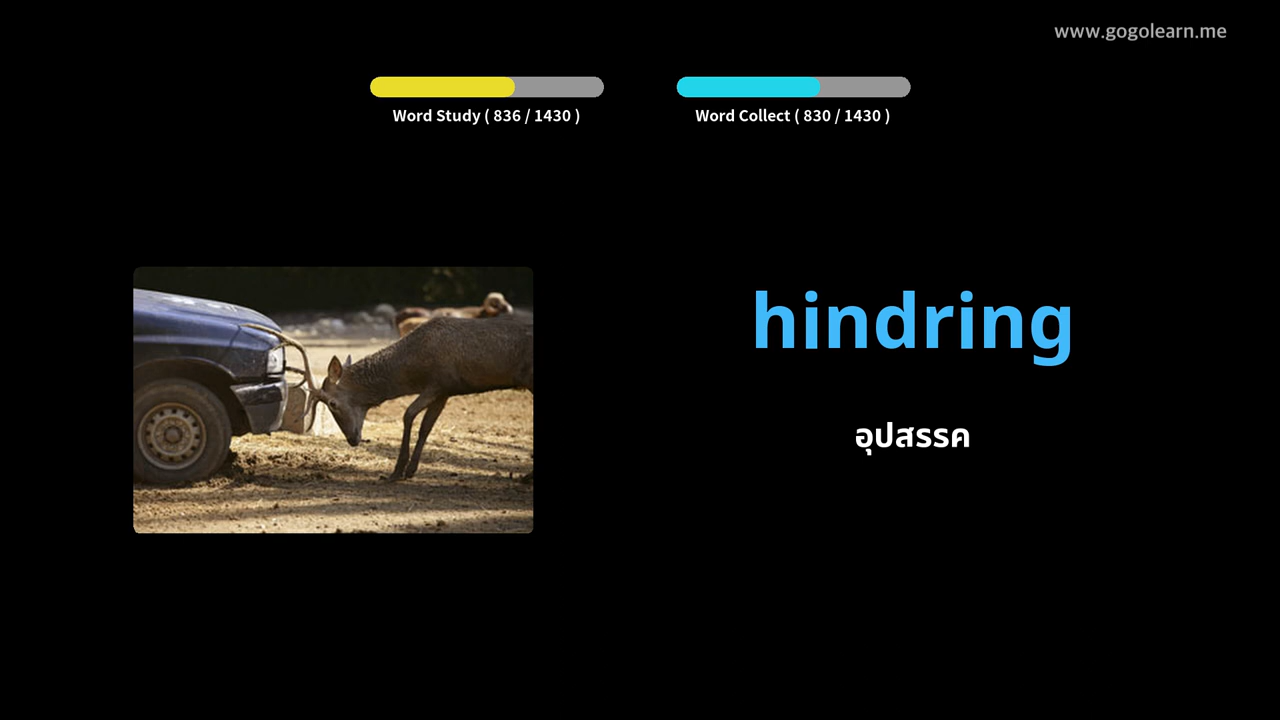 www.gogolearn.me
Word Study ( 836 / 1430 )
Word Collect ( 830 / 1430 )
hindring
อุปสรรค